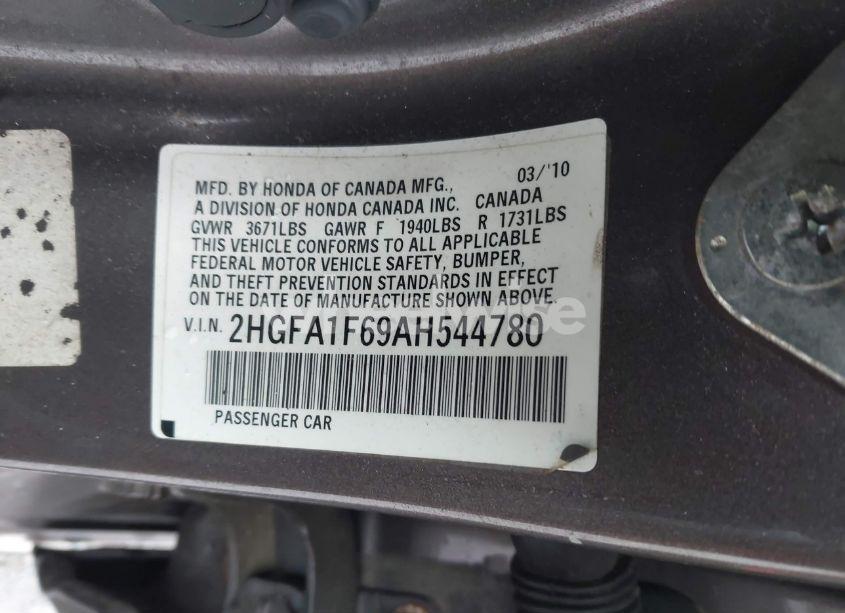 03/'10
MFD. BY HONDA OF CANADA MFG.,
A DIVISION OF HONDA CANADA INC. CANADA
GVWR 3671LBS GAWR F 1940LBS R 1731LBS
THIS VEHICLE CONFORMS TO ALL APPLICABLE
FEDERAL MOTOR VEHICLE SAFETY, BUMPER,
AND THEFT PREVENTION STANDARDS IN EFFECT
ON THE DATE OF MANUFACTURE SHOWN ABOVE.
V.I.N. 2HGFA1F69AH544780
PASSENGER CAR